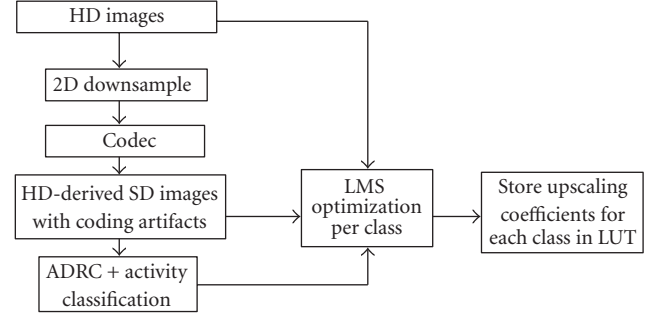 HD images
2D downsample
Codec
HD-derived SD images
with coding artifacts
ADRC + activity
classification
LMS
optimization
per class
Store upscaling
coefficients for
each class in LUT